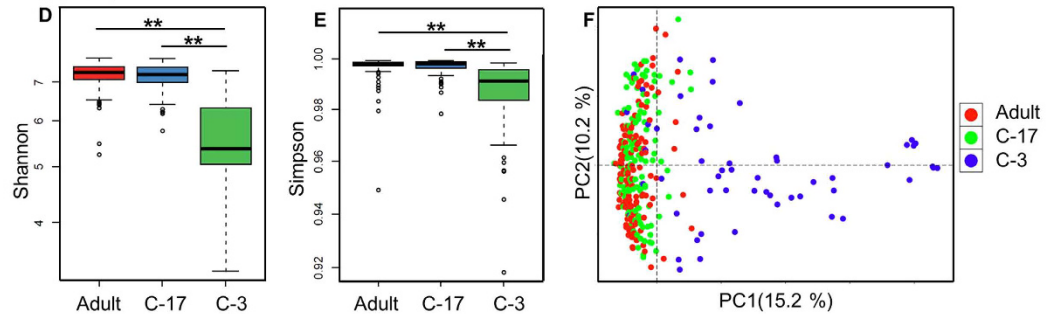 D
**
**
Shannon
7
6
5
4
Adult C-17 C-3
E
**
**
Simpson
1.00
0.98
0.96
0.94
0.92
Adult C-17 C-3
F
PC2(10.2 %)
PC1(15.2 %)
Adult
C-17
C-3